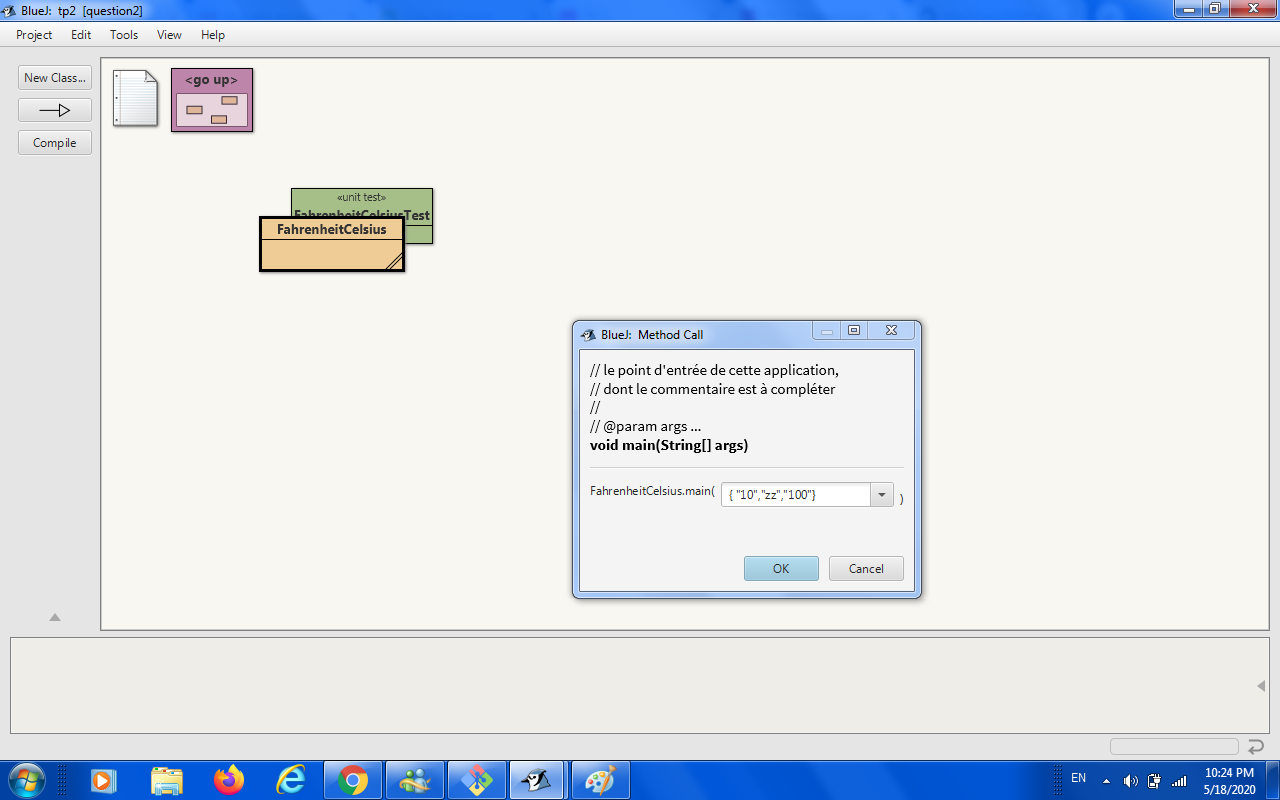 BlueJ: tp2 [question2]
Project Edit Tools View Help
New Class...
Compile
<go up>
«unit test»
FahrenheitCelsiusTest
FahrenheitCelsius
BlueJ: Method Call
// le point d'entrée de cette application,
// dont le commentaire est à compléter
//
// @param args ...
void main(String[] args)
FahrenheitCelsius.main( { "10","zz","100"} )
OK Cancel
EN
10:24 PM
5/18/2020